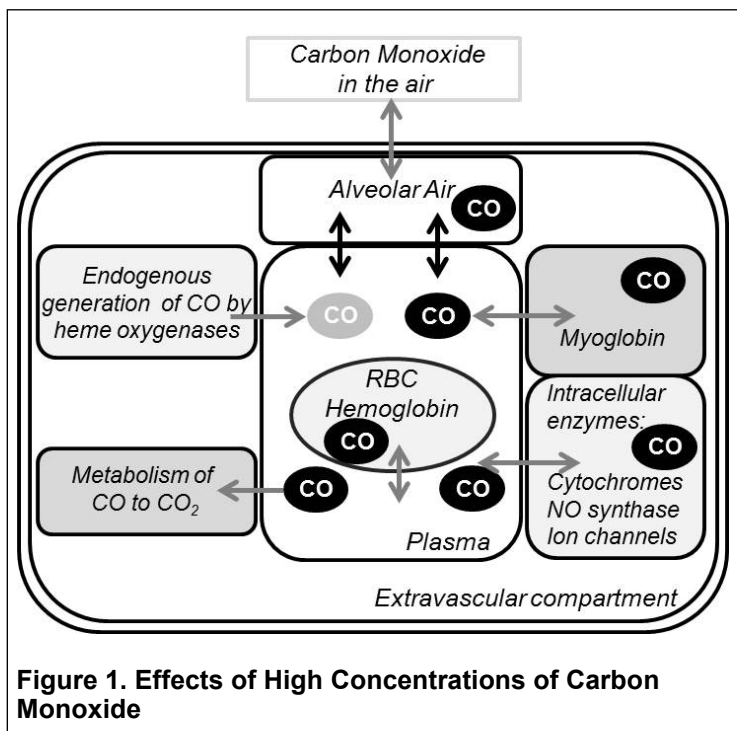 Carbon Monoxide
in the air
Alveolar Air
CO
Endogenous
generation of CO by
heme oxygenases
CO
CO
CO
Myoglobin
RBC
Hemoglobin
CO
Intracellular
enzymes:
CO
Cytochromes
NO synthase
Ion channels
Metabolism of
CO to CO₂
CO
CO
Plasma
Extravascular compartment
Figure 1. Effects of High Concentrations of Carbon
Monoxide